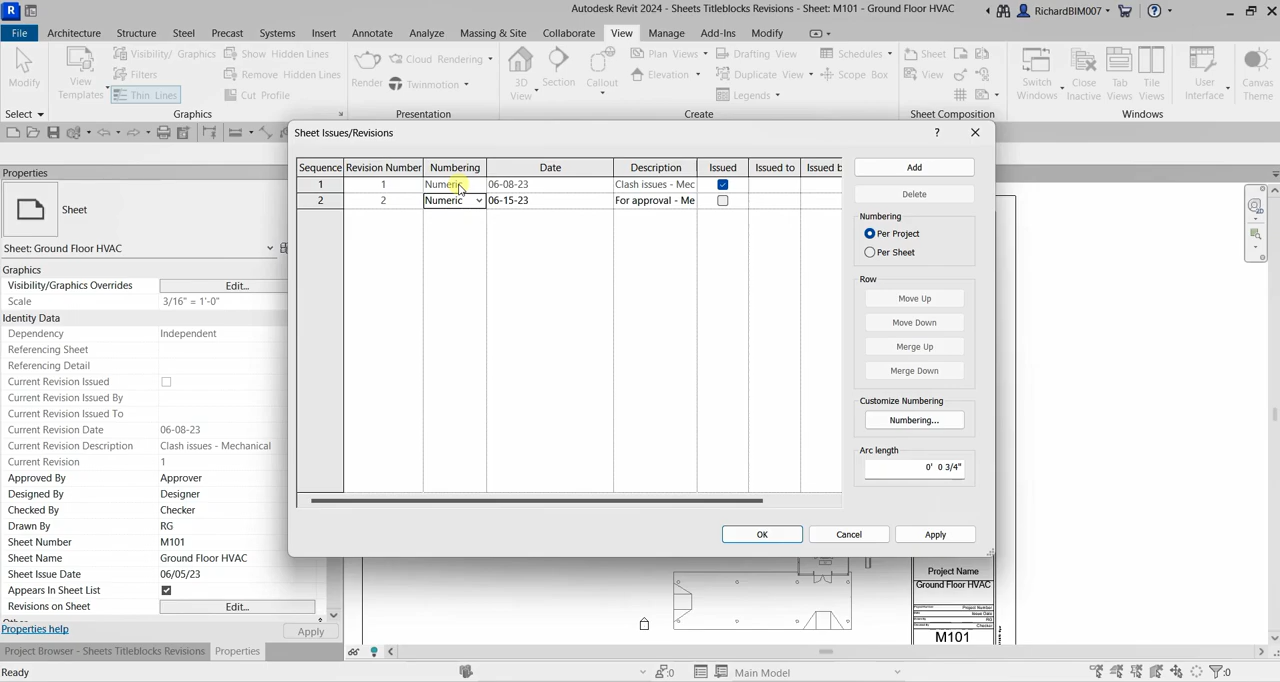 Autodesk Revit 2024 - Sheets Titleblocks Revisions - Sheet: M101 - Ground Floor HVAC
RichardBIM007
File Architecture Structure Steel Precast Systems Insert Annotate Analyze Massing & Site Collaborate View Manage Add-Ins Modify
Modify
View Templates
Visibility/ Graphics
Filters
Thin Lines
Show Hidden Lines
Remove Hidden Lines
Cut Profile
Render
Cloud Rendering
Twinmotion
3D View
Section
Callout
Plan Views
Elevation
Drafting View
Duplicate View
Legends
Schedules
Scope Box
Sheet
View
Switch Windows
Close Inactive
Tab Views
Tile Views
User Interface
Canvas Theme
Select Graphics Presentation Create Sheet Composition Windows
Properties
Sheet
Sheet: Ground Floor HVAC
Graphics
Visibility/Graphics Overrides Edit...
Scale 3/16" = 1'-0"
Identity Data
Dependency Independent
Referencing Sheet
Referencing Detail
Current Revision Issued
Current Revision Issued By
Current Revision Issued To
Current Revision Date 06-08-23
Current Revision Description Clash issues - Mechanical
Current Revision 1
Approved By Approver
Designed By Designer
Checked By Checker
Drawn By RG
Sheet Number M101
Sheet Name Ground Floor HVAC
Sheet Issue Date 06/05/23
Appears In Sheet List
Revisions on Sheet Edit...
Properties help Apply
Project Browser - Sheets Titleblocks Revisions Properties
Ready
Sheet Issues/Revisions ?
Sequence Revision Number Numbering Date Description Issued Issued to Issued b
1 1 Numeric 06-08-23 Clash issues - Mec
2 2 Numeric 06-15-23 For approval - Me
Add
Delete
Numbering
Per Project
Per Sheet
Row
Move Up
Move Down
Merge Up
Merge Down
Customize Numbering
Numbering...
Arc length
0' 0 3/4"
OK Cancel Apply
Project Name
Ground Floor HVAC
M101
:0 Main Model :0